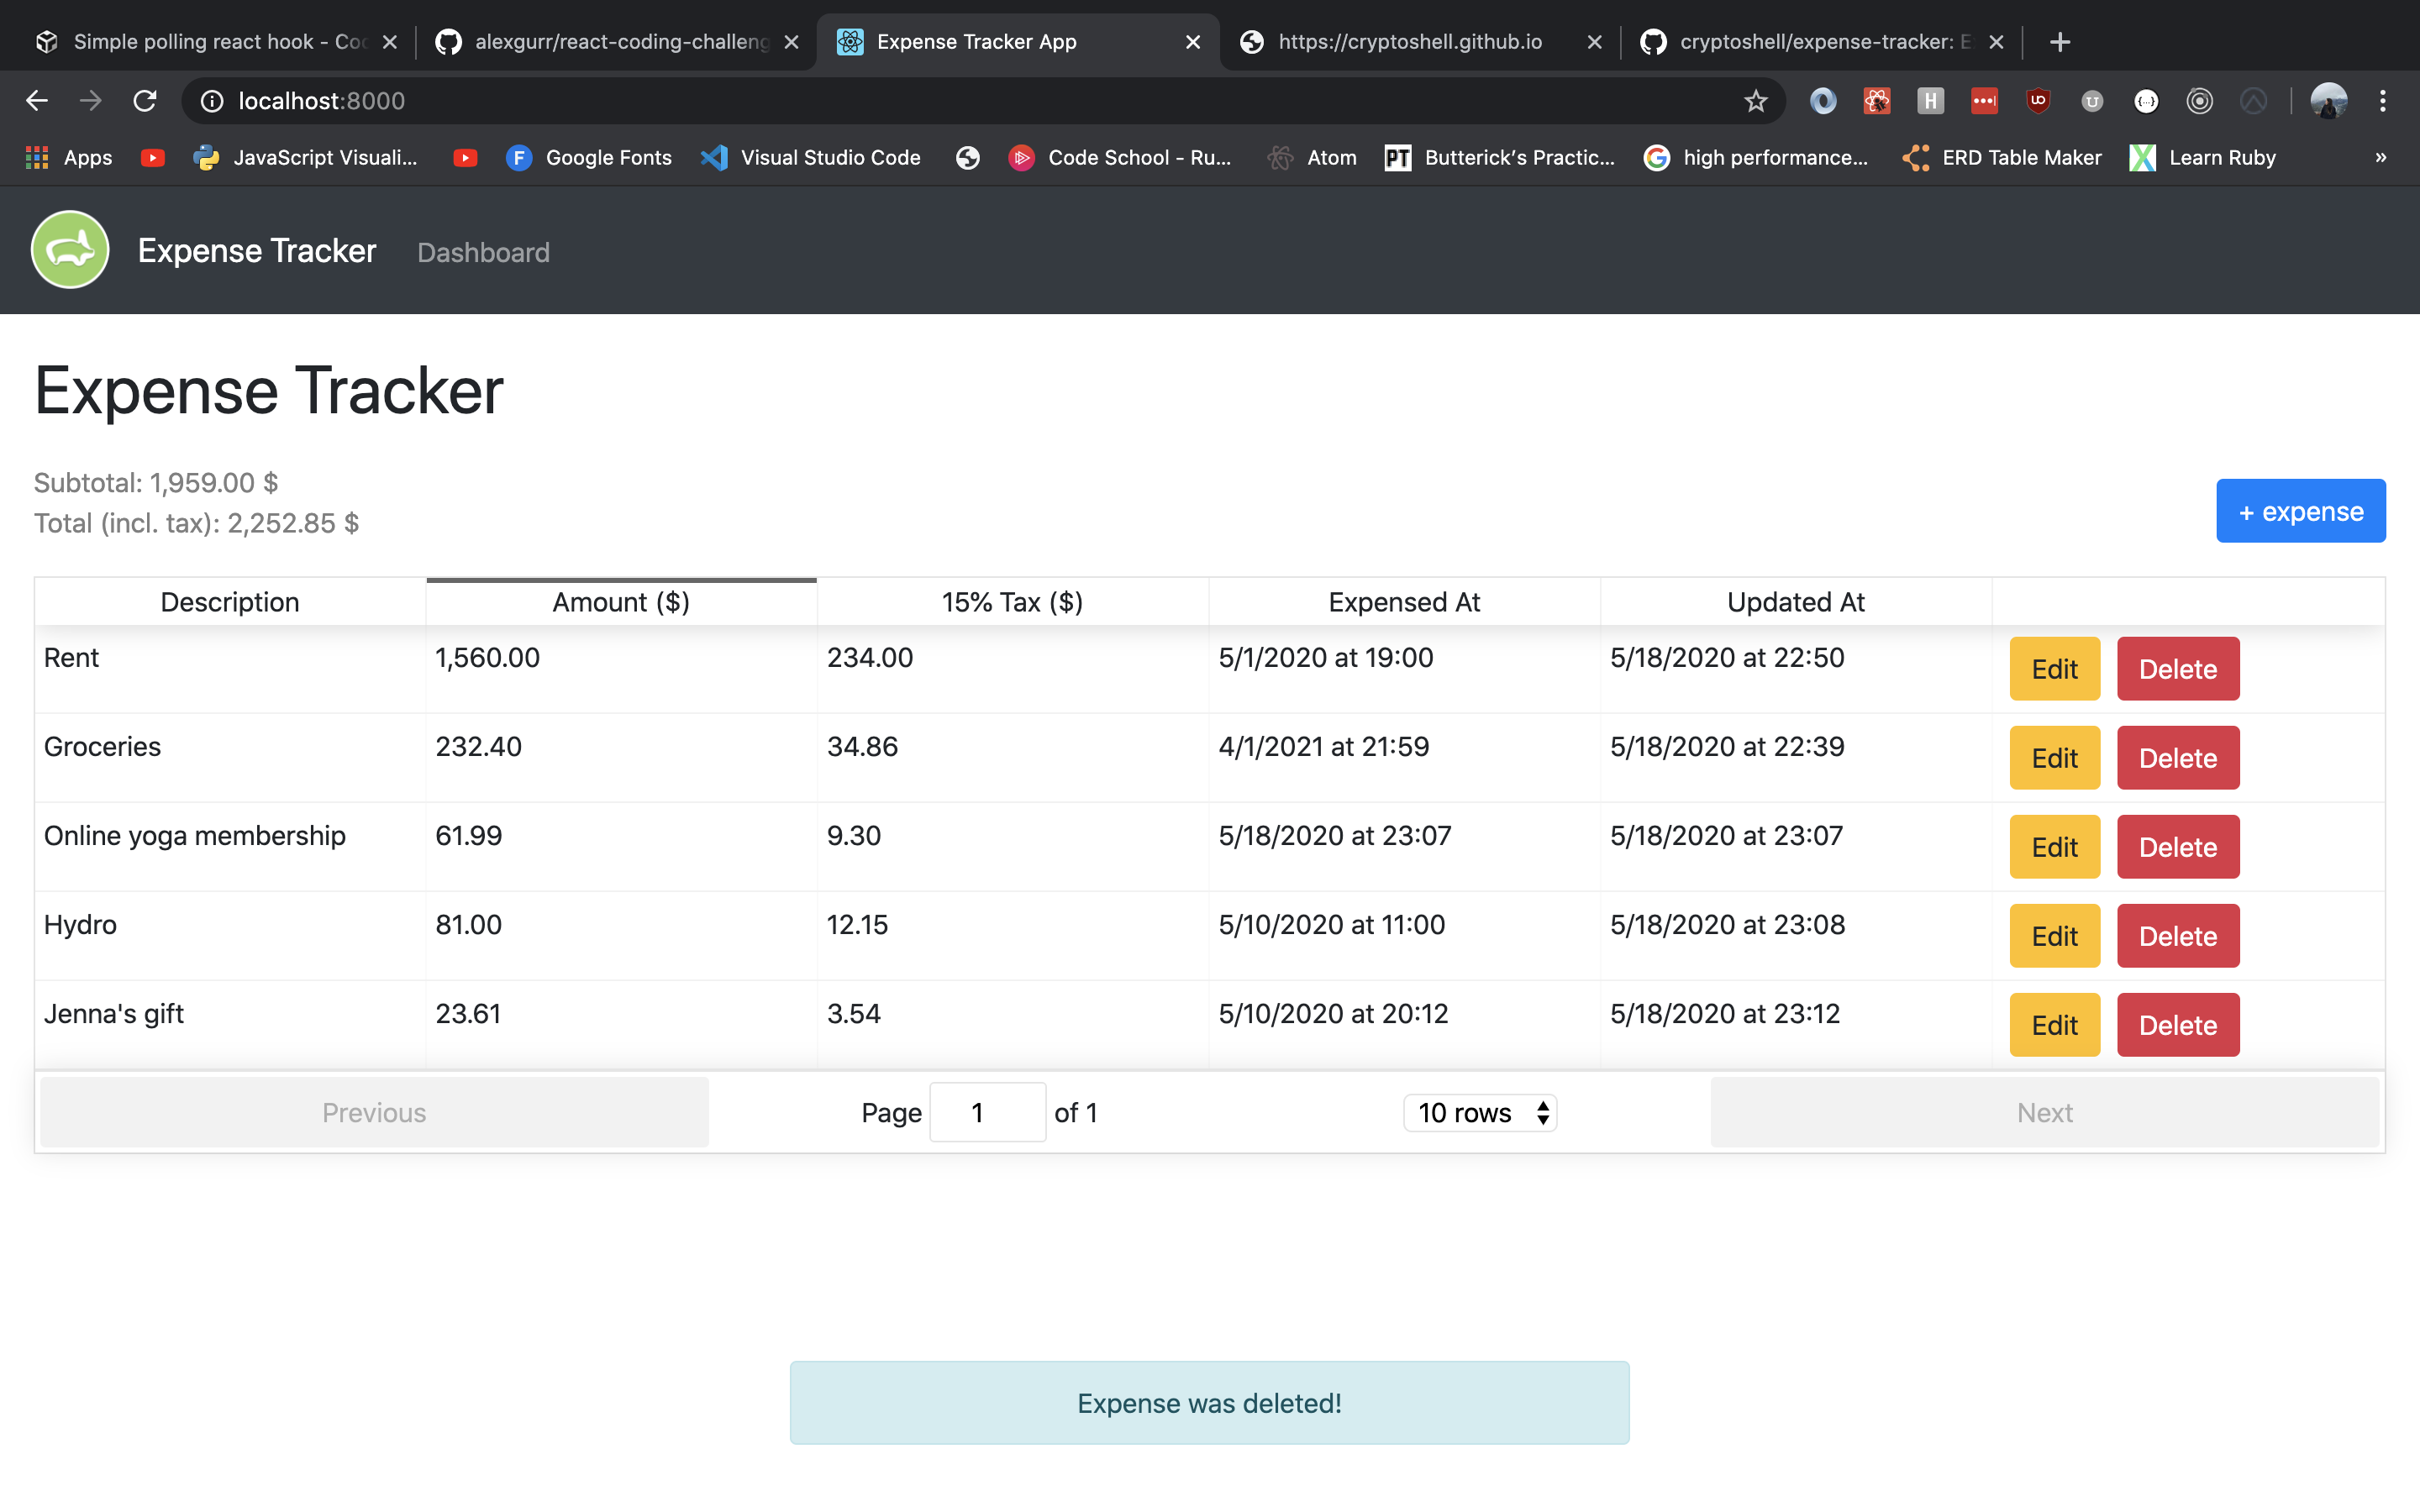 Simple polling react hook - Co
alexgurr/react-coding-challeng
Expense Tracker App
https://cryptoshell.github.io
cryptoshell/expense-tracker: E
localhost:8000
Apps
JavaScript Visuali...
F
Google Fonts
Visual Studio Code
Code School - Ru...
Atom
PT
Butterick's Practic...
high performance...
ERD Table Maker
Learn Ruby
»
Expense Tracker Dashboard
Expense Tracker
Subtotal: 1,959.00 $
Total (incl. tax): 2,252.85 $
+ expense
Description Amount ($) 15% Tax ($) Expensed At Updated At
Rent 1,560.00 234.00 5/1/2020 at 19:00 5/18/2020 at 22:50 Edit Delete
Groceries 232.40 34.86 4/1/2021 at 21:59 5/18/2020 at 22:39 Edit Delete
Online yoga membership 61.99 9.30 5/18/2020 at 23:07 5/18/2020 at 23:07 Edit Delete
Hydro 81.00 12.15 5/10/2020 at 11:00 5/18/2020 at 23:08 Edit Delete
Jenna's gift 23.61 3.54 5/10/2020 at 20:12 5/18/2020 at 23:12 Edit Delete
Previous Page 1 of 1 10 rows Next
Expense was deleted!